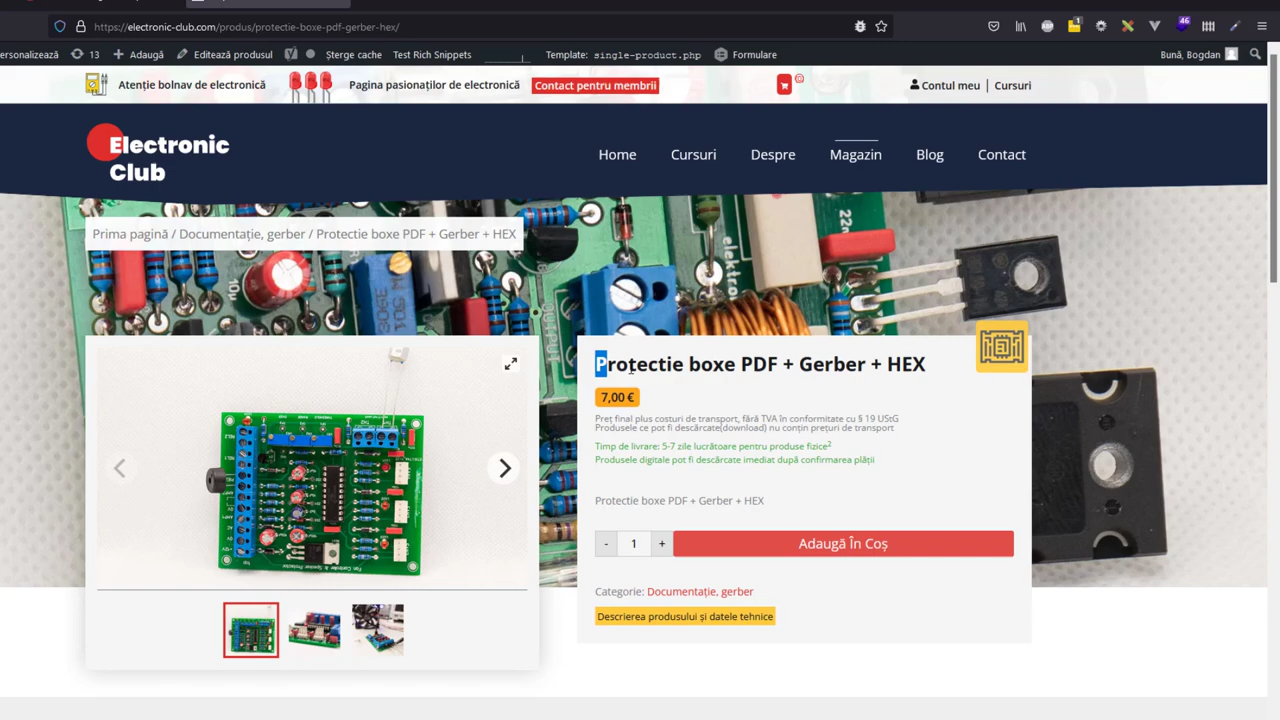 https://electronic-club.com/produs/protectie-boxe-pdf-gerber-hex/
46
ersonalizează 13 Adaugă Editează produsul Șterge cache Test Rich Snippets Template: single-product.php Formulare Bună, Bogdan
Atenție bolnav de electronică Pagina pasionaților de electronică Contact pentru membrii Contul meu | Cursuri
Electronic
Club
Home Cursuri Despre Magazin Blog Contact
Prima pagină / Documentație, gerber / Protectie boxe PDF + Gerber + HEX
Protectie boxe PDF + Gerber + HEX
7,00 €
Preț final plus costuri de transport, fără TVA în conformitate cu § 19 UStG
Produsele ce pot fi descărcate(download) nu conțin prețuri de transport
Timp de livrare: 5-7 zile lucrătoare pentru produse fizice²
Produsele digitale pot fi descărcate imediat după confirmarea plății
Protectie boxe PDF + Gerber + HEX
- 1 + Adaugă În Coș
Categorie: Documentație, gerber
Descrierea produsului și datele tehnice